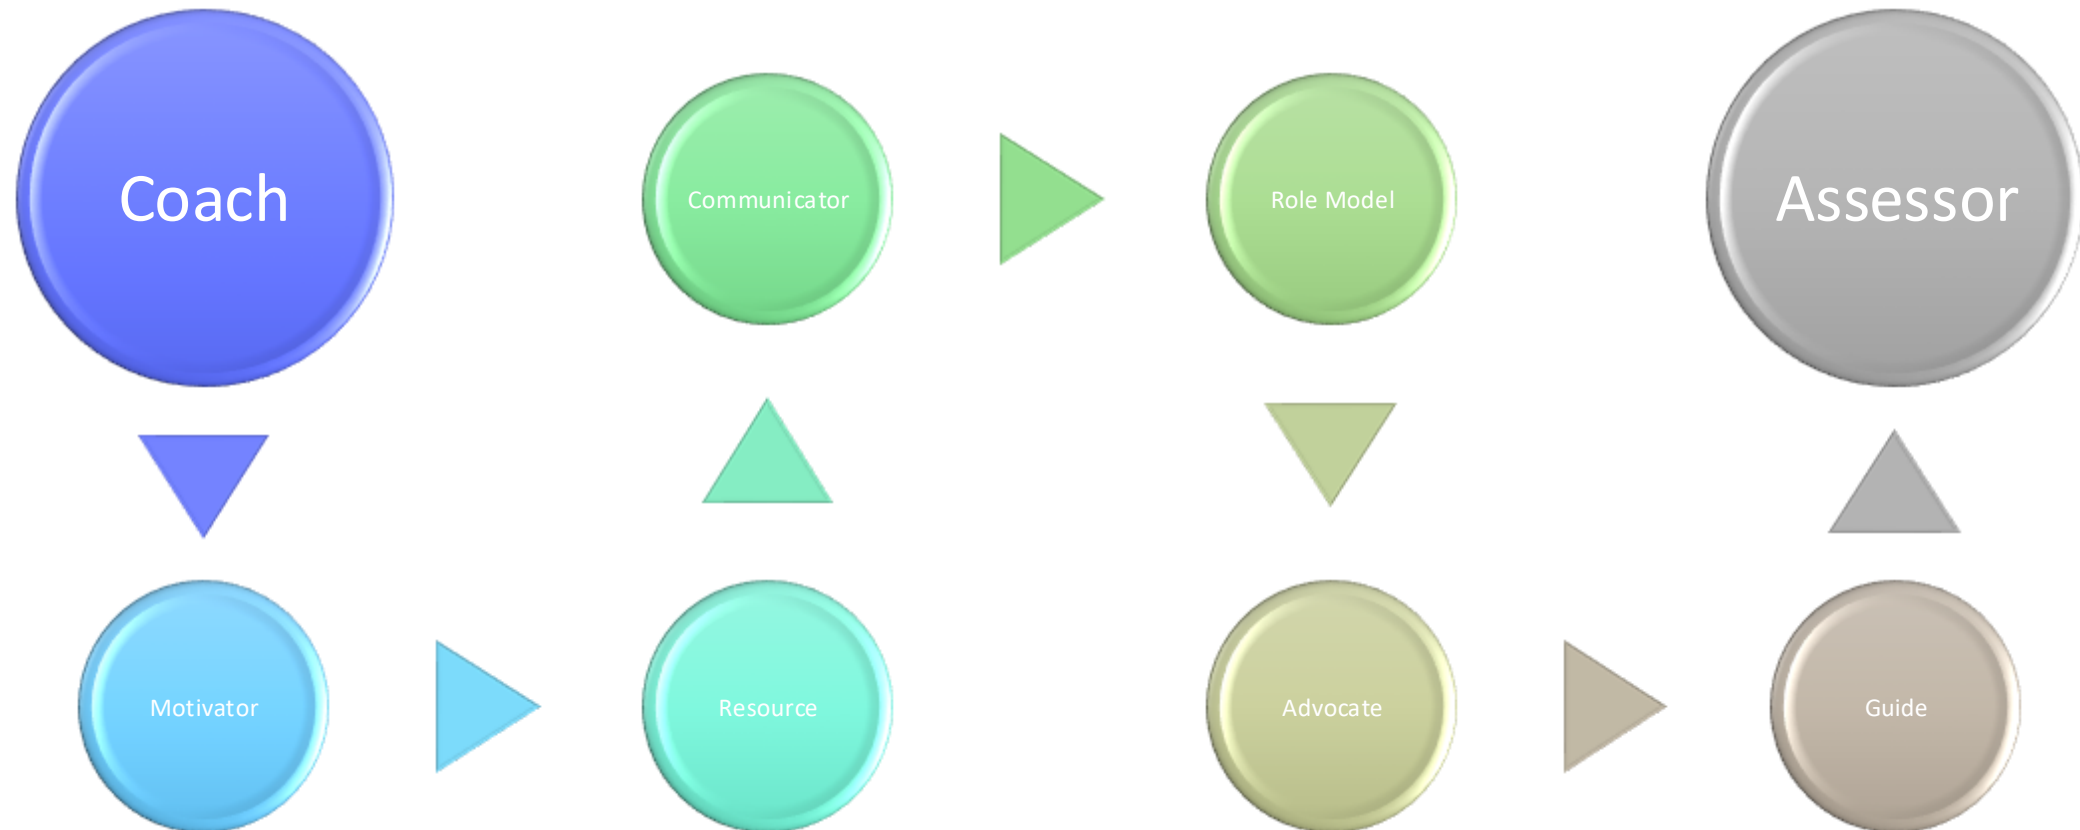 Coach
Motivator
Resource
Communicator
Role Model
Advocate
Guide
Assessor